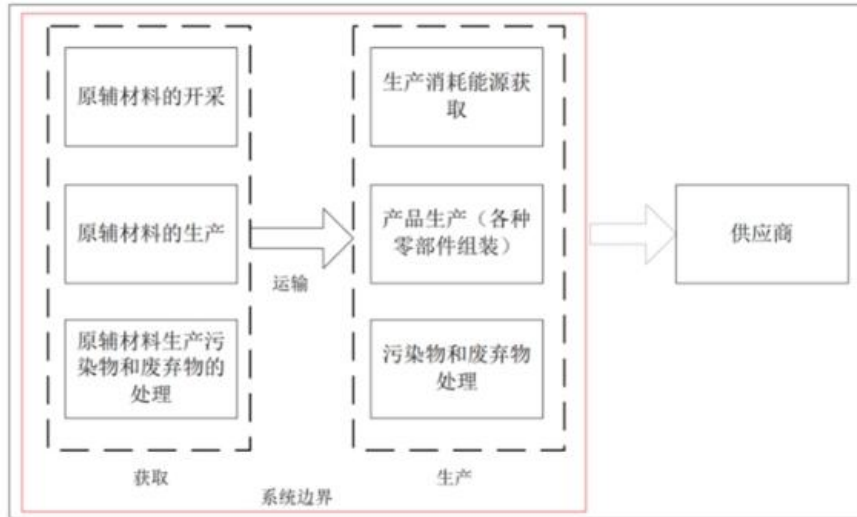 原辅材料的开采
原辅材料的生产
原辅材料生产污
染物和废弃物的
处理
获取
运输
生产消耗能源获
取
产品生产（各种
零部件组装）
污染物和废弃物
处理
生产
系统边界
供应商